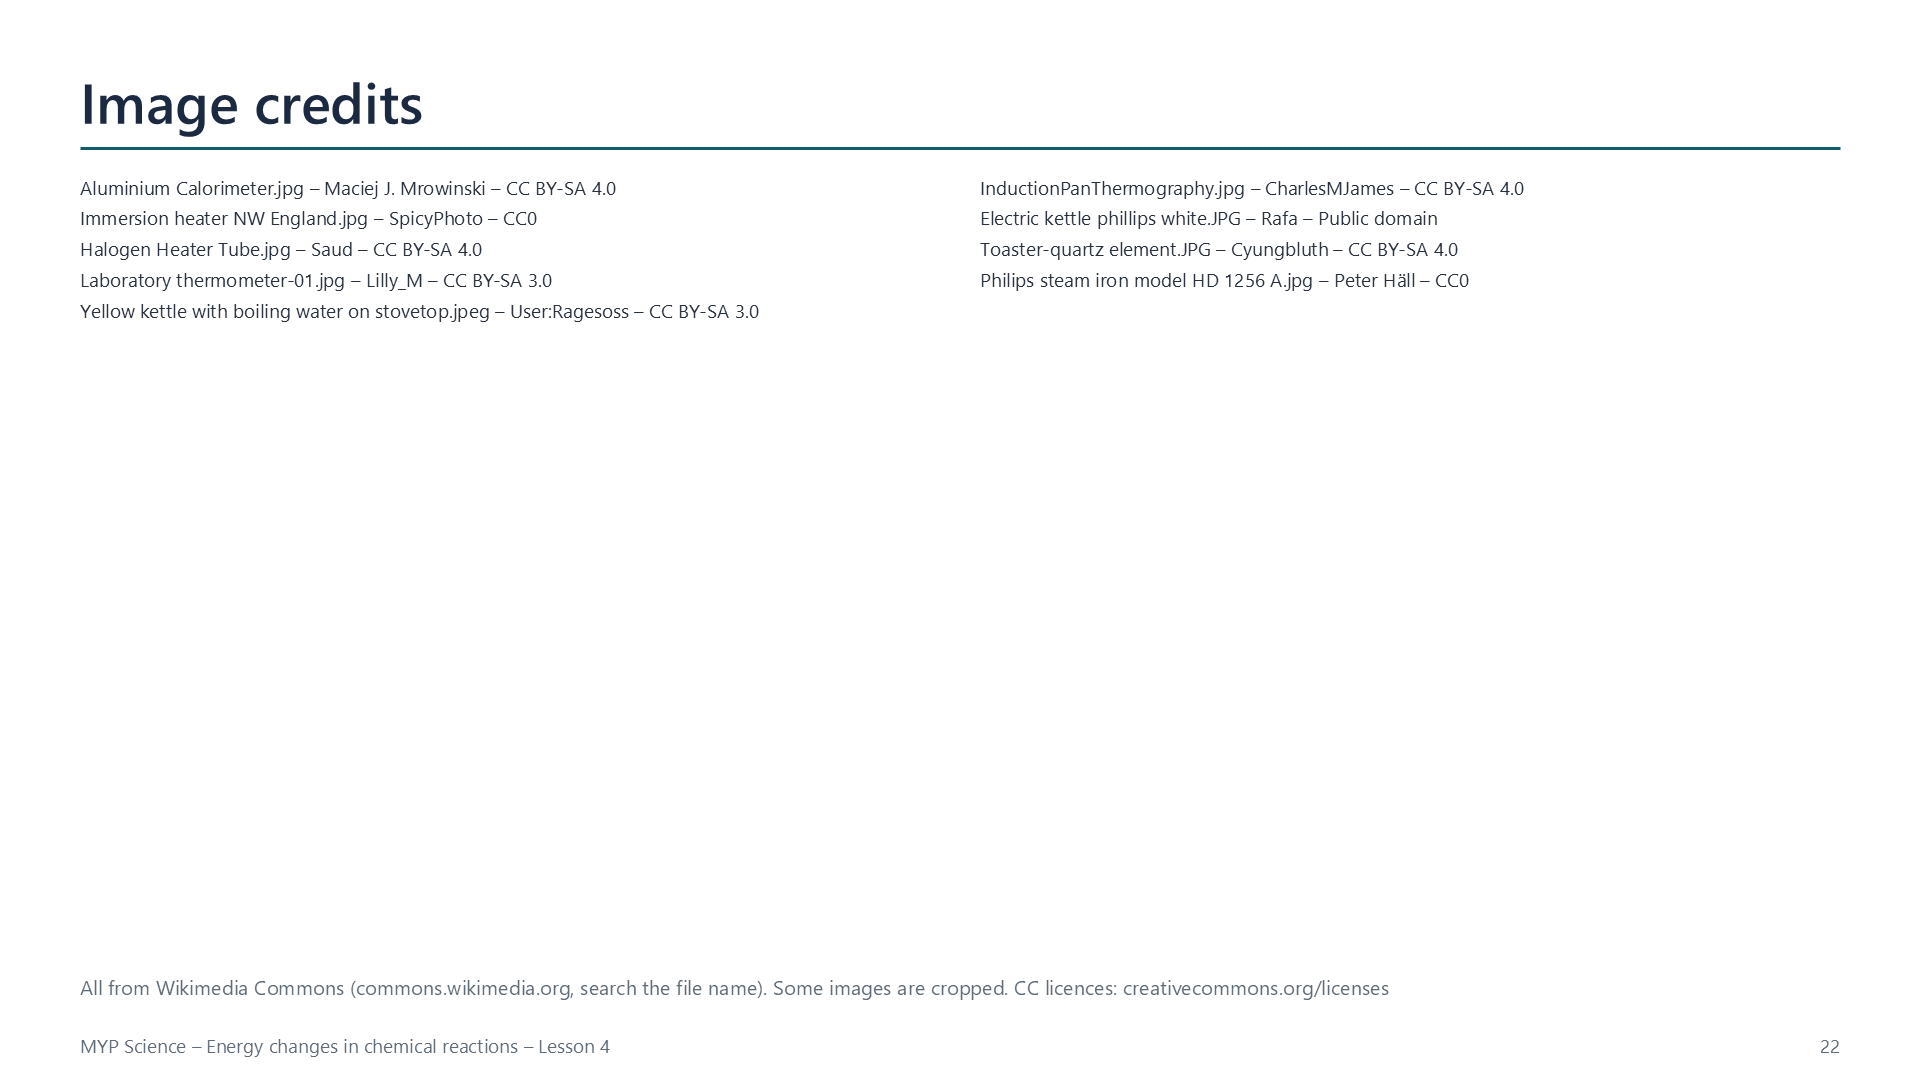 Image credits
Aluminium Calorimeter.jpg – Maciej J. Mrowinski – CC BY-SA 4.0
Immersion heater NW England.jpg – SpicyPhoto – CC0
Halogen Heater Tube.jpg – Saud – CC BY-SA 4.0
Laboratory thermometer-01.jpg – Lilly_M – CC BY-SA 3.0
Yellow kettle with boiling water on stovetop.jpeg – User:Ragesoss – CC BY-SA 3.0
InductionPanThermography.jpg – CharlesMJames – CC BY-SA 4.0
Electric kettle phillips white.JPG – Rafa – Public domain
Toaster-quartz element.JPG – Cyungbluth – CC BY-SA 4.0
Philips steam iron model HD 1256 A.jpg – Peter Häll – CC0
All from Wikimedia Commons (commons.wikimedia.org, search the file name). Some images are cropped. CC licences: creativecommons.org/licenses
MYP Science – Energy changes in chemical reactions – Lesson 4
22